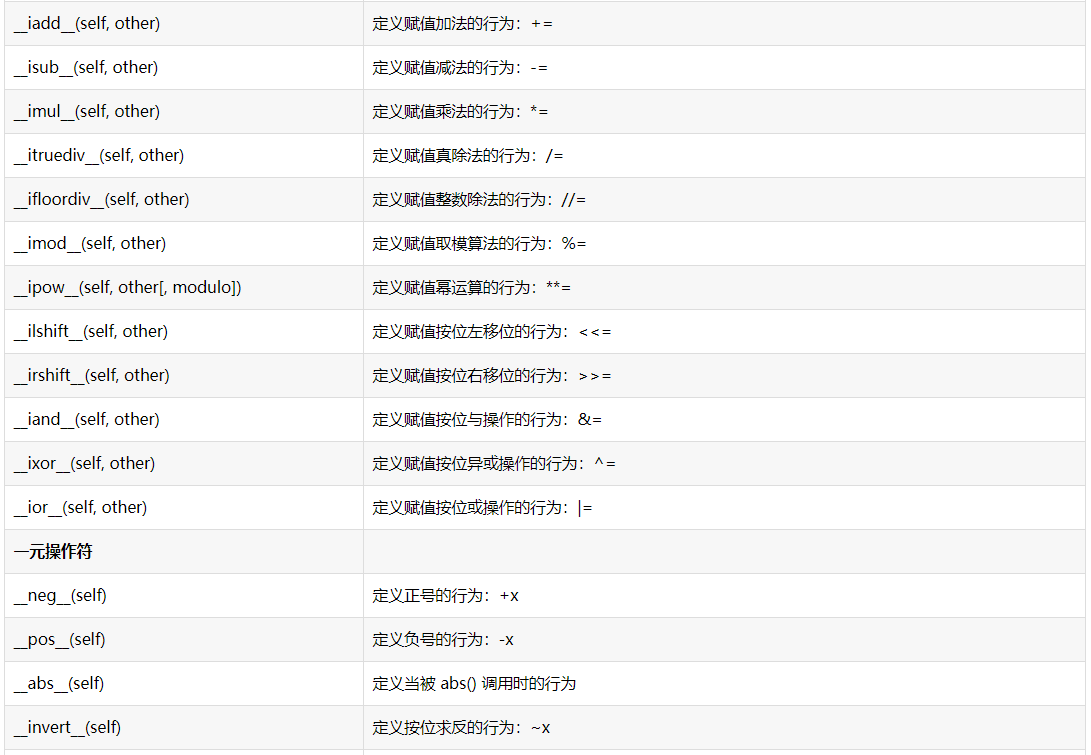 __iadd__(self, other) 定义赋值加法的行为：+=
__isub__(self, other) 定义赋值减法的行为：-=
__imul__(self, other) 定义赋值乘法的行为：*=
__itruediv__(self, other) 定义赋值真除法的行为：/=
__ifloordiv__(self, other) 定义赋值整数除法的行为：//=
__imod__(self, other) 定义赋值取模算法的行为：%=
__ipow__(self, other[, modulo]) 定义赋值幂运算的行为：**=
__ilshift__(self, other) 定义赋值按位左移位的行为：<<=
__irshift__(self, other) 定义赋值按位右移位的行为：>>=
__iand__(self, other) 定义赋值按位与操作的行为：&=
__ixor__(self, other) 定义赋值按位异或操作的行为：^=
__ior__(self, other) 定义赋值按位或操作的行为：|=
一元操作符
__neg__(self) 定义正号的行为：+x
__pos__(self) 定义负号的行为：-x
__abs__(self) 定义当被 abs() 调用时的行为
__invert__(self) 定义按位求反的行为：~x